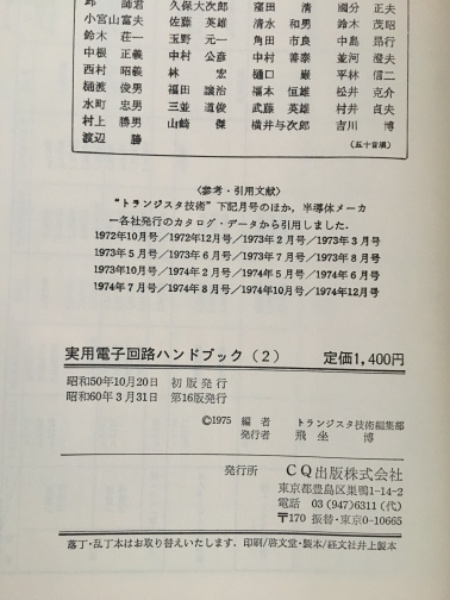 邱 師君 久保大次郎 窪田 清 國分 正夫
小宮山富夫 佐藤 英雄 清水 和男 鈴木 茂昭
鈴木 荘一 玉野 元一 角田 市良 中島 昂行
中根 正義 中村 公彦 中村 善泰 並河 澄夫
西村 昭義 林 宏 樋口 巌 平林 信二
樋渡 俊男 福田 譲治 福本 恒雄 松井 克介
水町 忠男 三並 道俊 武藤 英雄 村井 貞夫
村上 勝男 山崎 傑 横井与次郎 吉川 博
渡辺 勝 (五十音順)
〈参考・引用文献〉
“トランジスタ技術” 下記月号のほか,半導体メーカ
ー各社発行のカタログ・データから引用しました.
1972年10月号/1972年12月号/1973年2月号/1973年3月号
1973年5月号/1973年6月号/1973年7月号/1973年8月号
1973年10月号/1974年2月号/1974年5月号/1974年6月号
1974年7月号/1974年8月号/1974年10月号/1974年12月号
実用電子回路ハンドブック(2) 定価1,400円
昭和50年10月20日 初版発行
昭和60年3月31日 第16版発行
©1975 編者 トランジスタ技術編集部
発行者 飛坐 博
発行所 CQ出版株式会社
東京都豊島区巣鴨1-14-2
電話 03(947)6311(代)
〒170 振替・東京0-10665
落丁・乱丁本はお取り替えいたします.印刷/啓文堂・製本/経文社井上製本